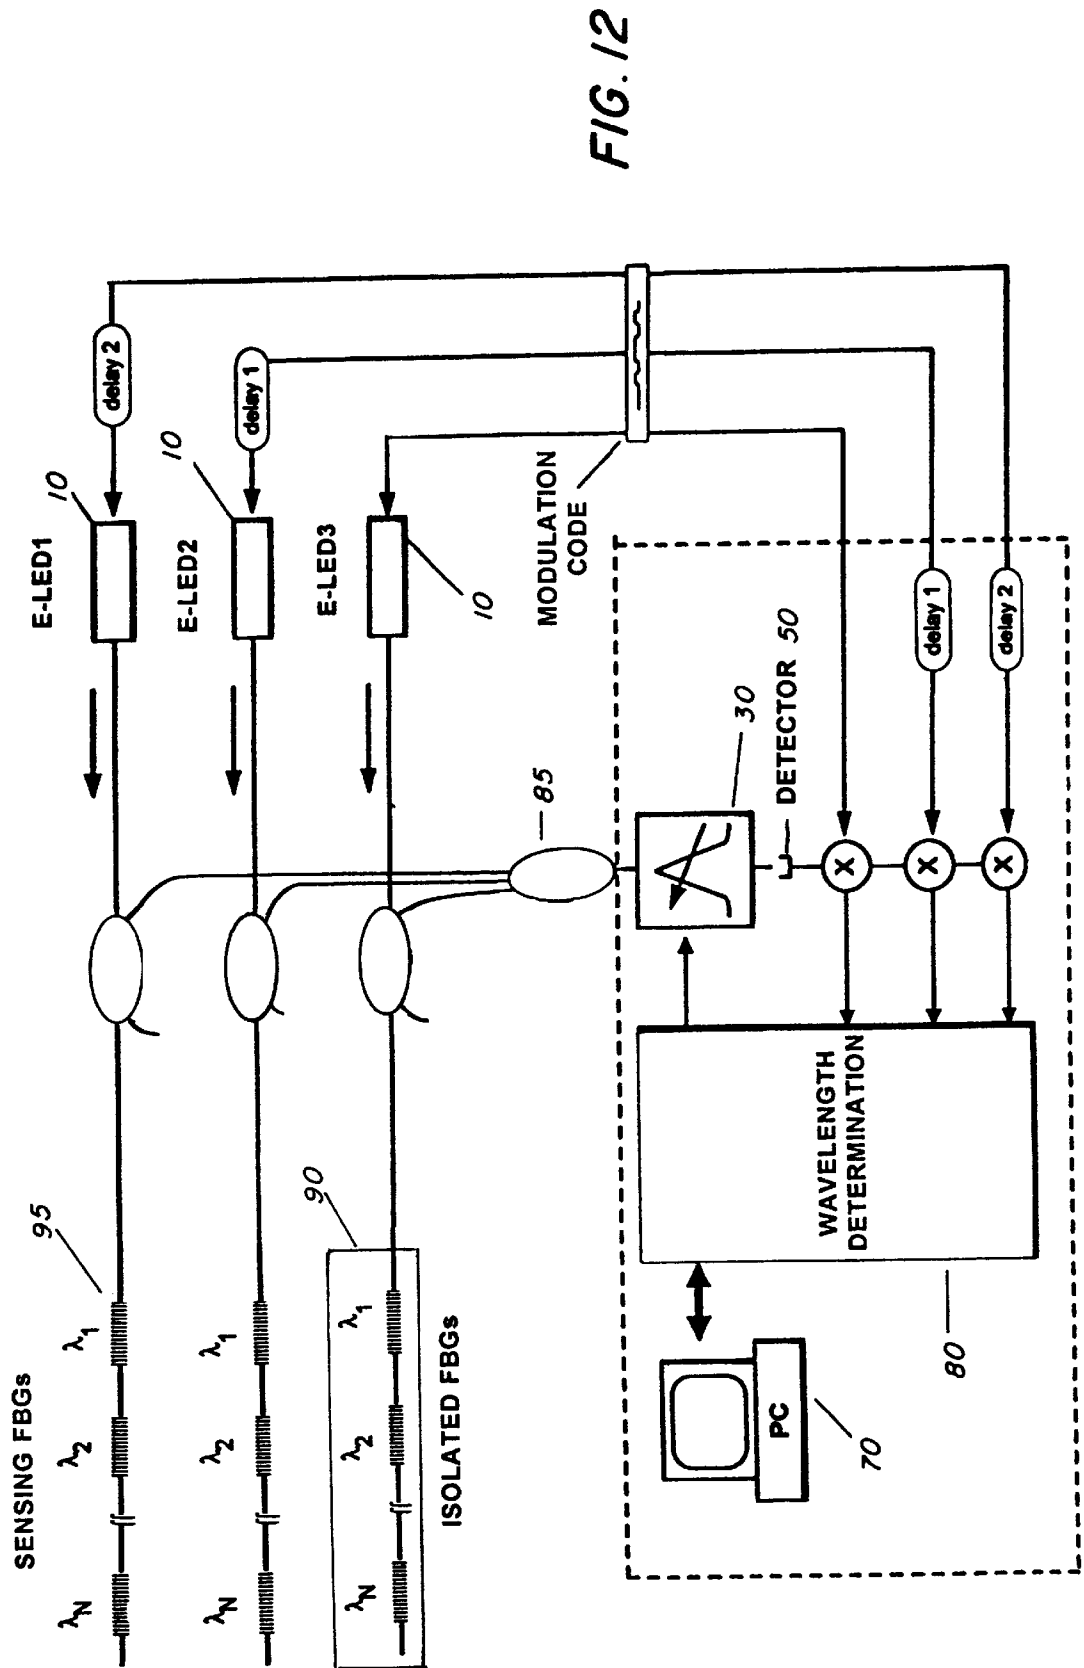 SENSING FBGs
λN
λ2
λ1
95
E-LED1
10
delay 2
λN
λ2
λ1
E-LED2
10
delay 1
λN
λ2
λ1
90
ISOLATED FBGs
E-LED3
10
85
MODULATION
CODE
FIG. 12
30
DETECTOR 50
X
X
X
delay 1
delay 2
WAVELENGTH
DETERMINATION
80
PC
70